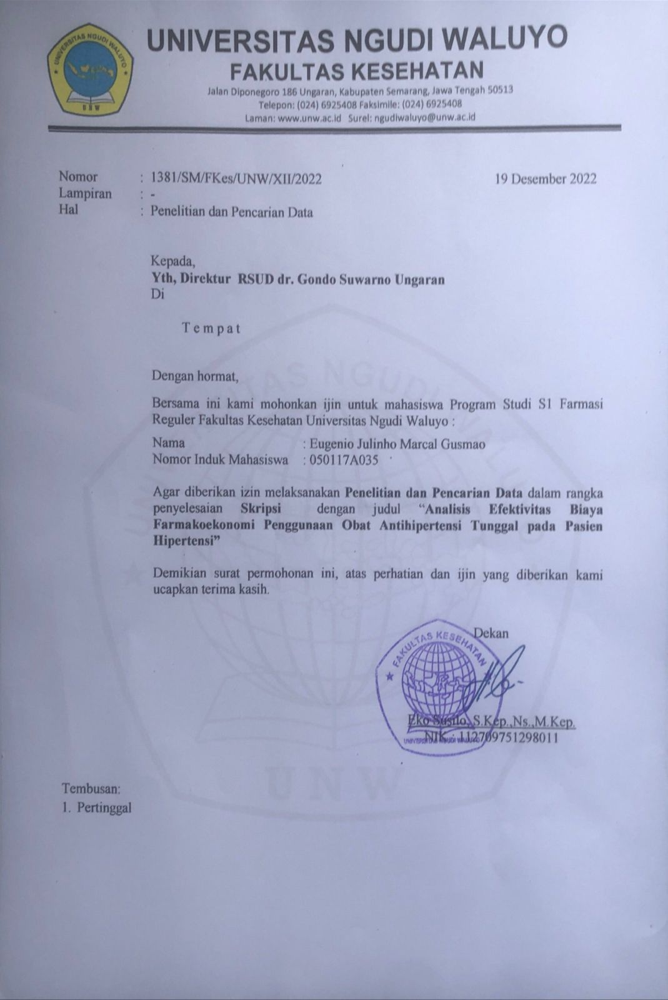 UNIVERSITAS NGUDI WALUYO
UNW
UNIVERSITAS NGUDI WALUYO
FAKULTAS KESEHATAN
Jalan Diponegoro 186 Ungaran, Kabupaten Semarang, Jawa Tengah 50513
Telepon: (024) 6925408 Faksimile: (024) 6925408
Laman: www.unw.ac.id Surel: ngudiwaluyo@unw.ac.id
Nomor : 1381/SM/FKes/UNW/XII/2022 19 Desember 2022
Lampiran : -
Hal : Penelitian dan Pencarian Data
Kepada,
Yth, Direktur RSUD dr. Gondo Suwarno Ungaran
Di
T e m p a t
Dengan hormat,
Bersama ini kami mohonkan ijin untuk mahasiswa Program Studi S1 Farmasi
Reguler Fakultas Kesehatan Universitas Ngudi Waluyo :
Nama : Eugenio Julinho Marcal Gusmao
Nomor Induk Mahasiswa : 050117A035
Agar diberikan izin melaksanakan Penelitian dan Pencarian Data dalam rangka
penyelesaian Skripsi dengan judul “Analisis Efektivitas Biaya
Farmakoekonomi Penggunaan Obat Antihipertensi Tunggal pada Pasien
Hipertensi”
Demikian surat permohonan ini, atas perhatian dan ijin yang diberikan kami
ucapkan terima kasih.
Dekan
FAKULTAS KESEHATAN
Eko Susilo, S.Kep.,Ns.,M.Kep.
NIK : 112709751298011
UNIVERSITAS NGUDI WALUYO
UNW
Tembusan:
1. Pertinggal